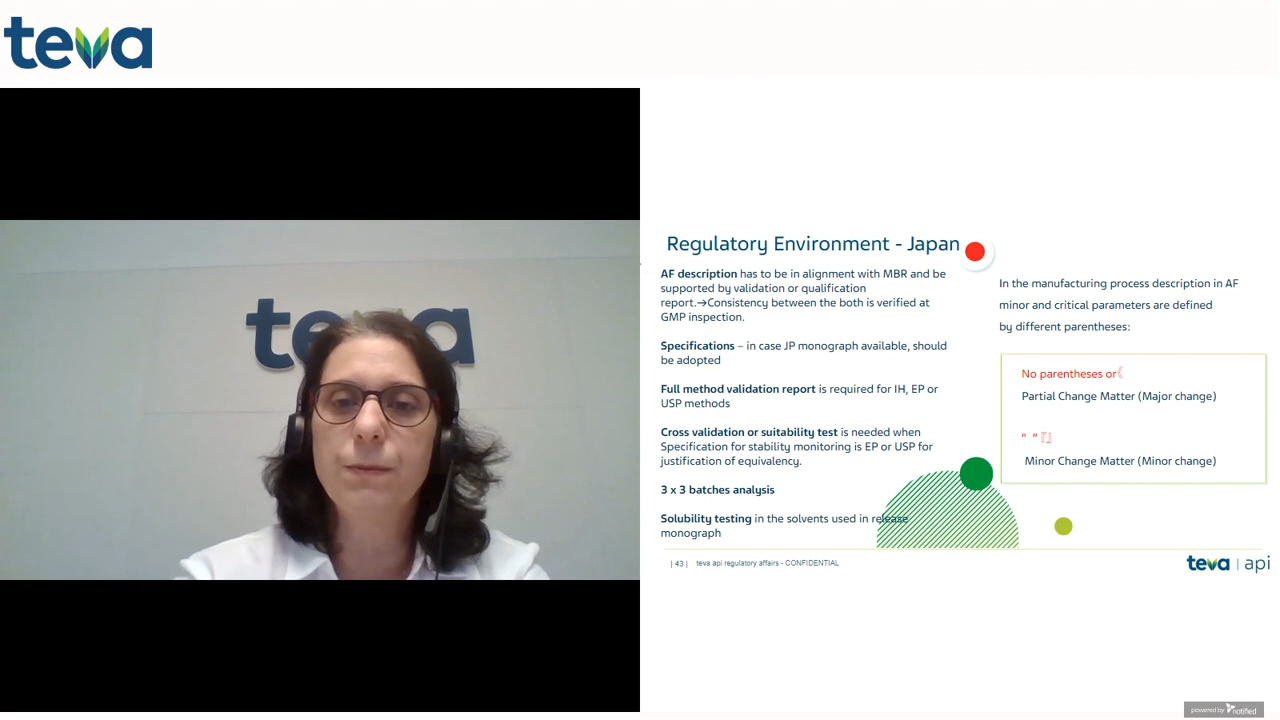 teva
teva
Regulatory Environment - Japan
AF description has to be in alignment with MBR and be
supported by validation or qualification
report.→Consistency between the both is verified at
GMP inspection.
Specifications – in case JP monograph available, should
be adopted
Full method validation report is required for IH, EP or
USP methods
Cross validation or suitability test is needed when
Specification for stability monitoring is EP or USP for
justification of equivalency.
3 x 3 batches analysis
Solubility testing in the solvents used in release
monograph
In the manufacturing process description in AF
minor and critical parameters are defined
by different parentheses:
No parentheses or《
Partial Change Matter (Major change)
" "『』
Minor Change Matter (Minor change)
| 43 | teva api regulatory affairs - CONFIDENTIAL
teva | api
powered by notified